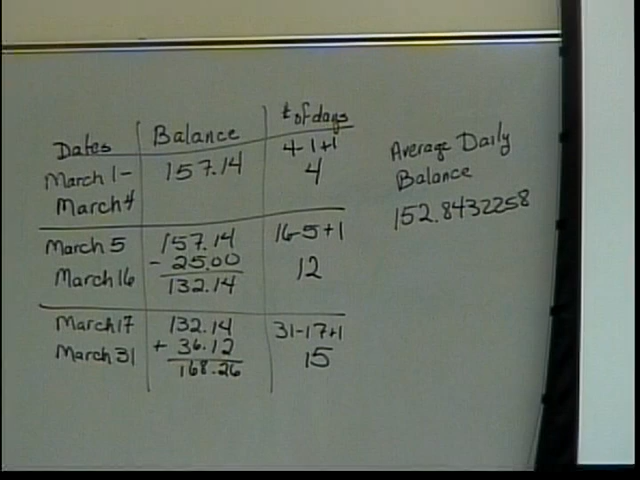 Dates Balance # of days
March 1- 157.14 4-1+1
March 4 4
March 5 157.14 16-5+1
- 25.00
March 16 132.14 12
March 17 132.14 31-17+1
March 31 + 36.12 15
168.26
Average Daily
Balance
152.8432258